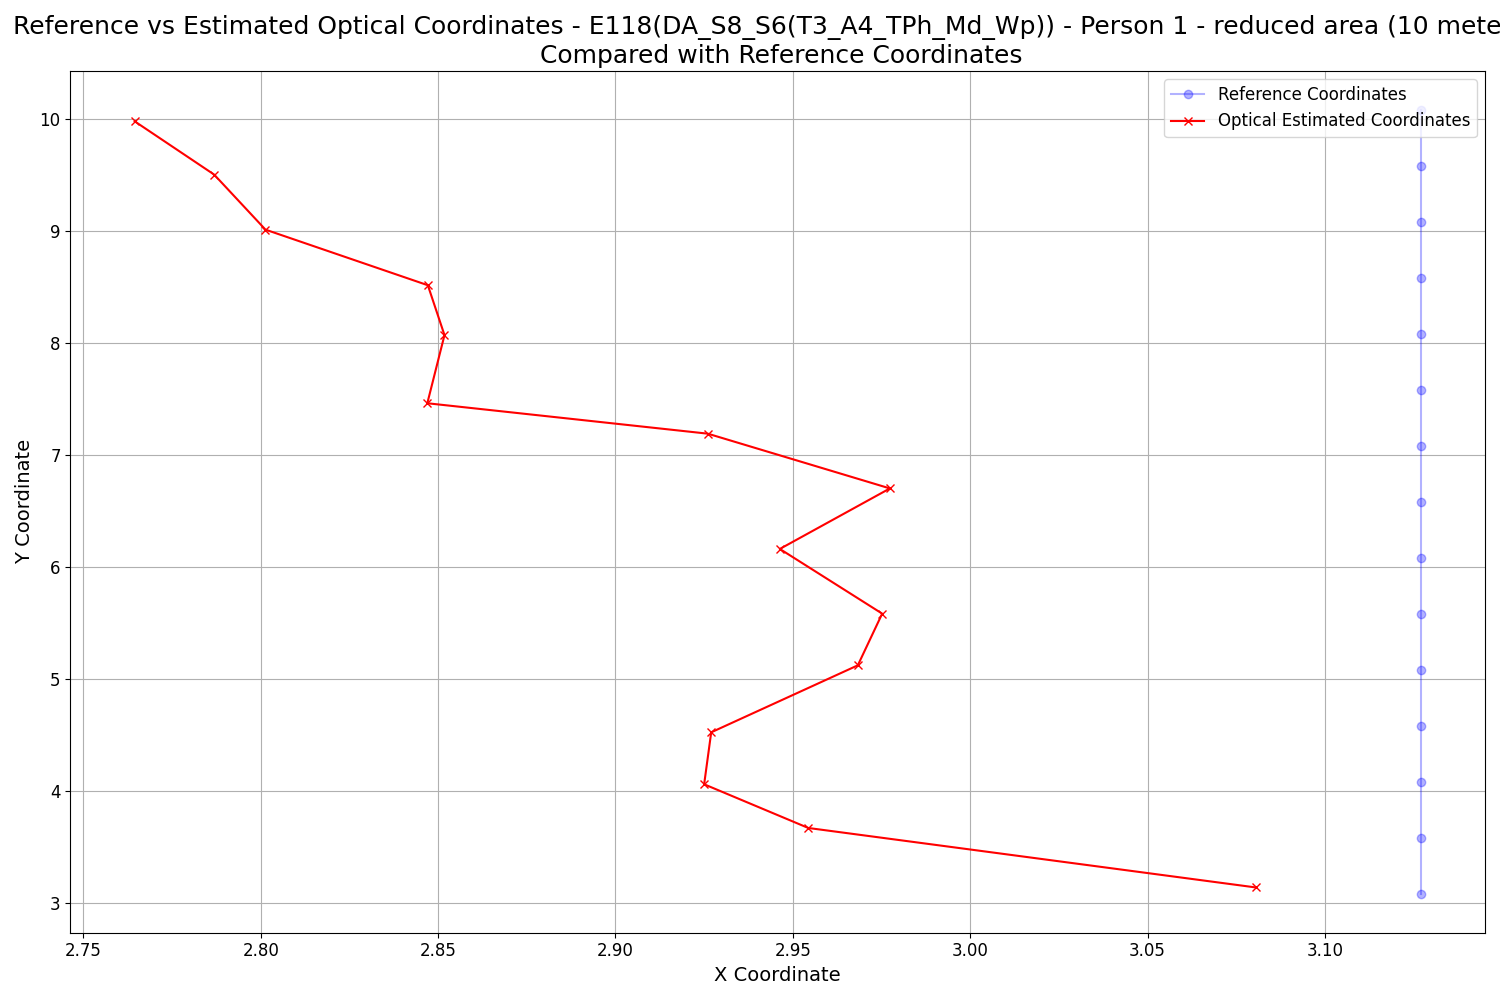 Reference vs Estimated Optical Coordinates - E118(DA_S8_S6(T3_A4_TPh_Md_Wp)) - Person 1 - reduced area (10 mete
Compared with Reference Coordinates
Reference Coordinates
Optical Estimated Coordinates
Y Coordinate
10
9
8
7
6
5
4
3
2.75 2.80 2.85 2.90 2.95 3.00 3.05 3.10
X Coordinate